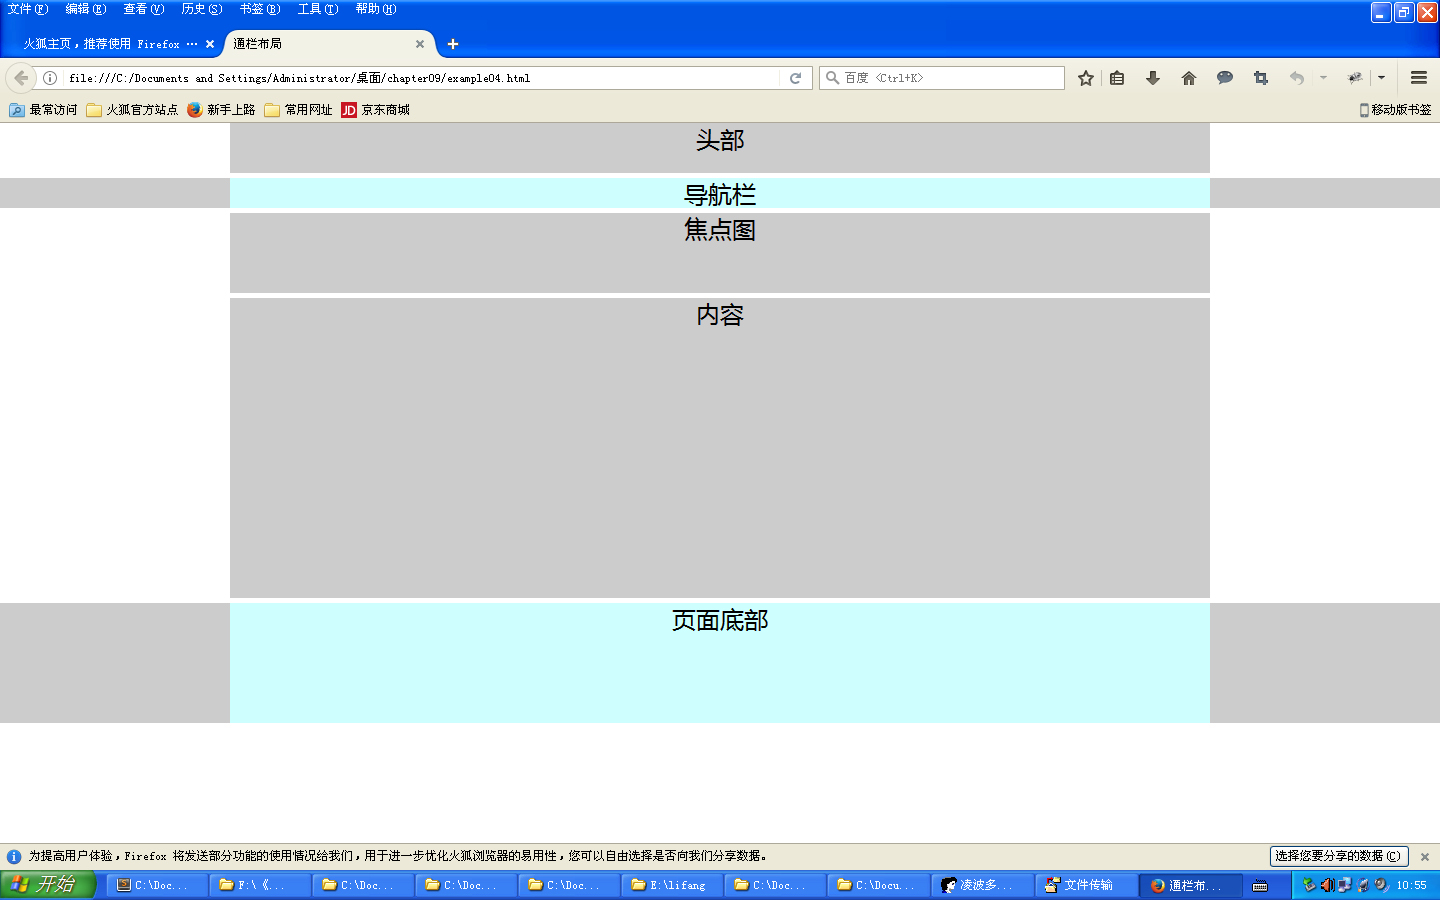 文件(F) 编辑(E) 查看(V) 历史(S) 书签(B) 工具(T) 帮助(H)
火狐主页，推荐使用 Firefox ··· 通栏布局
file:///C:/Documents and Settings/Administrator/桌面/chapter09/example04.html 百度 <Ctrl+K>
最常访问 火狐官方站点 新手上路 常用网址 JD 京东商城 移动版书签
头部
导航栏
焦点图
内容
页面底部
为提高用户体验，Firefox 将发送部分功能的使用情况给我们，用于进一步优化火狐浏览器的易用性，您可以自由选择是否向我们分享数据。 选择您要分享的数据(C)
开始 C:\Doc... F:\《... C:\Doc... C:\Doc... C:\Doc... E:\lifang C:\Doc... C:\Docu... 凌波多... 文件传输 通栏布... 10:55